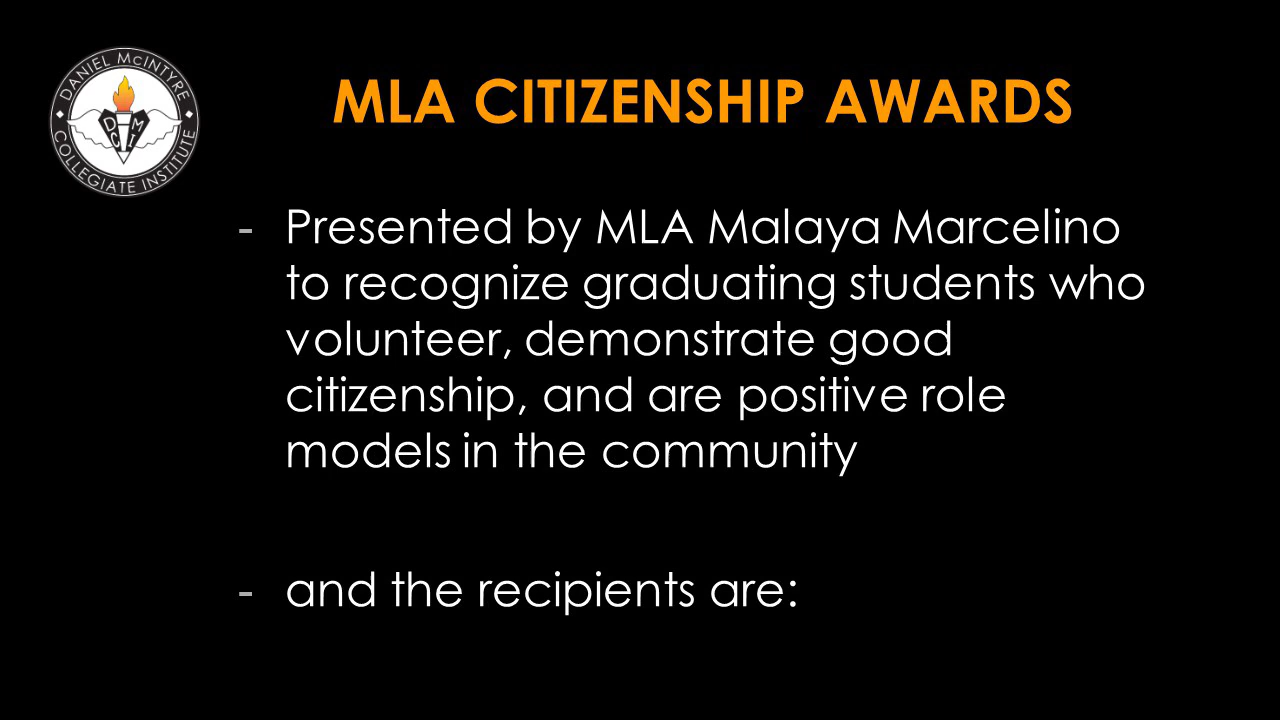 DANIEL McINTYRE
COLLEGIATE INSTITUTE
D M
C I
MLA CITIZENSHIP AWARDS
- Presented by MLA Malaya Marcelino
to recognize graduating students who
volunteer, demonstrate good
citizenship, and are positive role
models in the community
- and the recipients are: